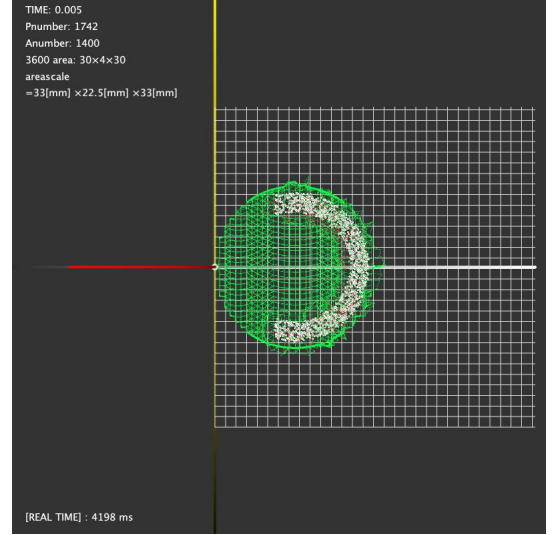 TIME: 0.005
Pnumber: 1742
Anumber: 1400
3600 area: 30×4×30
areascale
=33[mm] ×22.5[mm] ×33[mm]
[REAL TIME] : 4198 ms